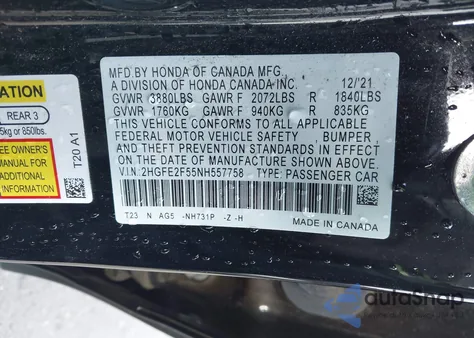 MFD.BY HONDA OF CANADA MFG.
A DIVISION OF HONDA CANADA INC. 12/21
GVWR 3880LBS GAWR F 2072LBS R 1840LBS
GVWR 1760KG GAWR F 940KG R 835KG
THIS VEHICLE CONFORMS TO ALL APPLICABLE
FEDERAL MOTOR VEHICLE SAFETY, BUMPER,
AND THEFT PREVENTION STANDARDS IN EFFECT ON THE
DATE OF MANUFACTURE SHOWN ABOVE.
V.I.N: 2HGFE2F55NH557758 TYPE: PASSENGER CAR
T23 N AG5 -NH731P -Z -H
MADE IN CANADA
ATION
REAR 3
5kg or 850lbs.
EE OWNER'S
MANUAL FOR
ADDITIONAL
FORMATION
T20 A1
autoShop